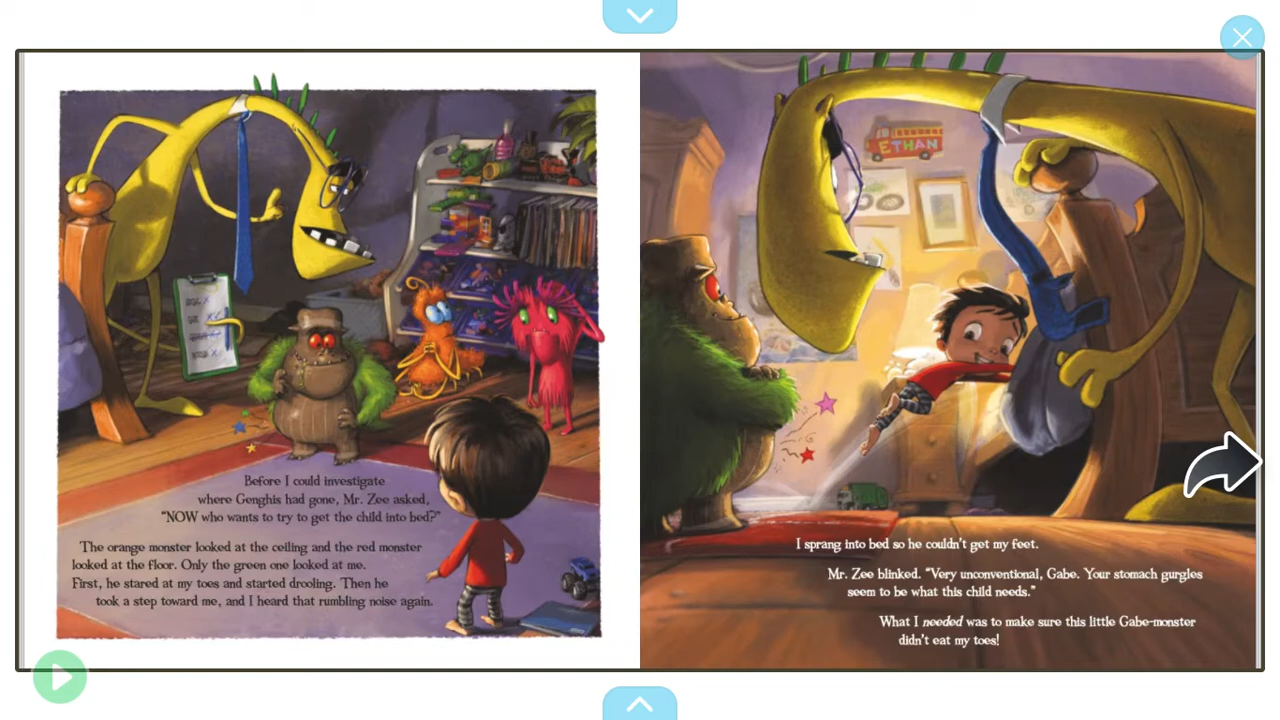 Before I could investigate
where Genghis had gone, Mr. Zee asked,
“NOW who wants to try to get the child into bed?”
The orange monster looked at the ceiling and the red monster
looked at the floor. Only the green one looked at me.
First, he stared at my toes and started drooling. Then he
took a step toward me, and I heard that rumbling noise again.
ETHAN
I sprang into bed so he couldn’t get my feet.
Mr. Zee blinked. “Very unconventional, Gabe. Your stomach gurgles
seem to be what this child needs.”
What I needed was to make sure this little Gabe-monster
didn’t eat my toes!